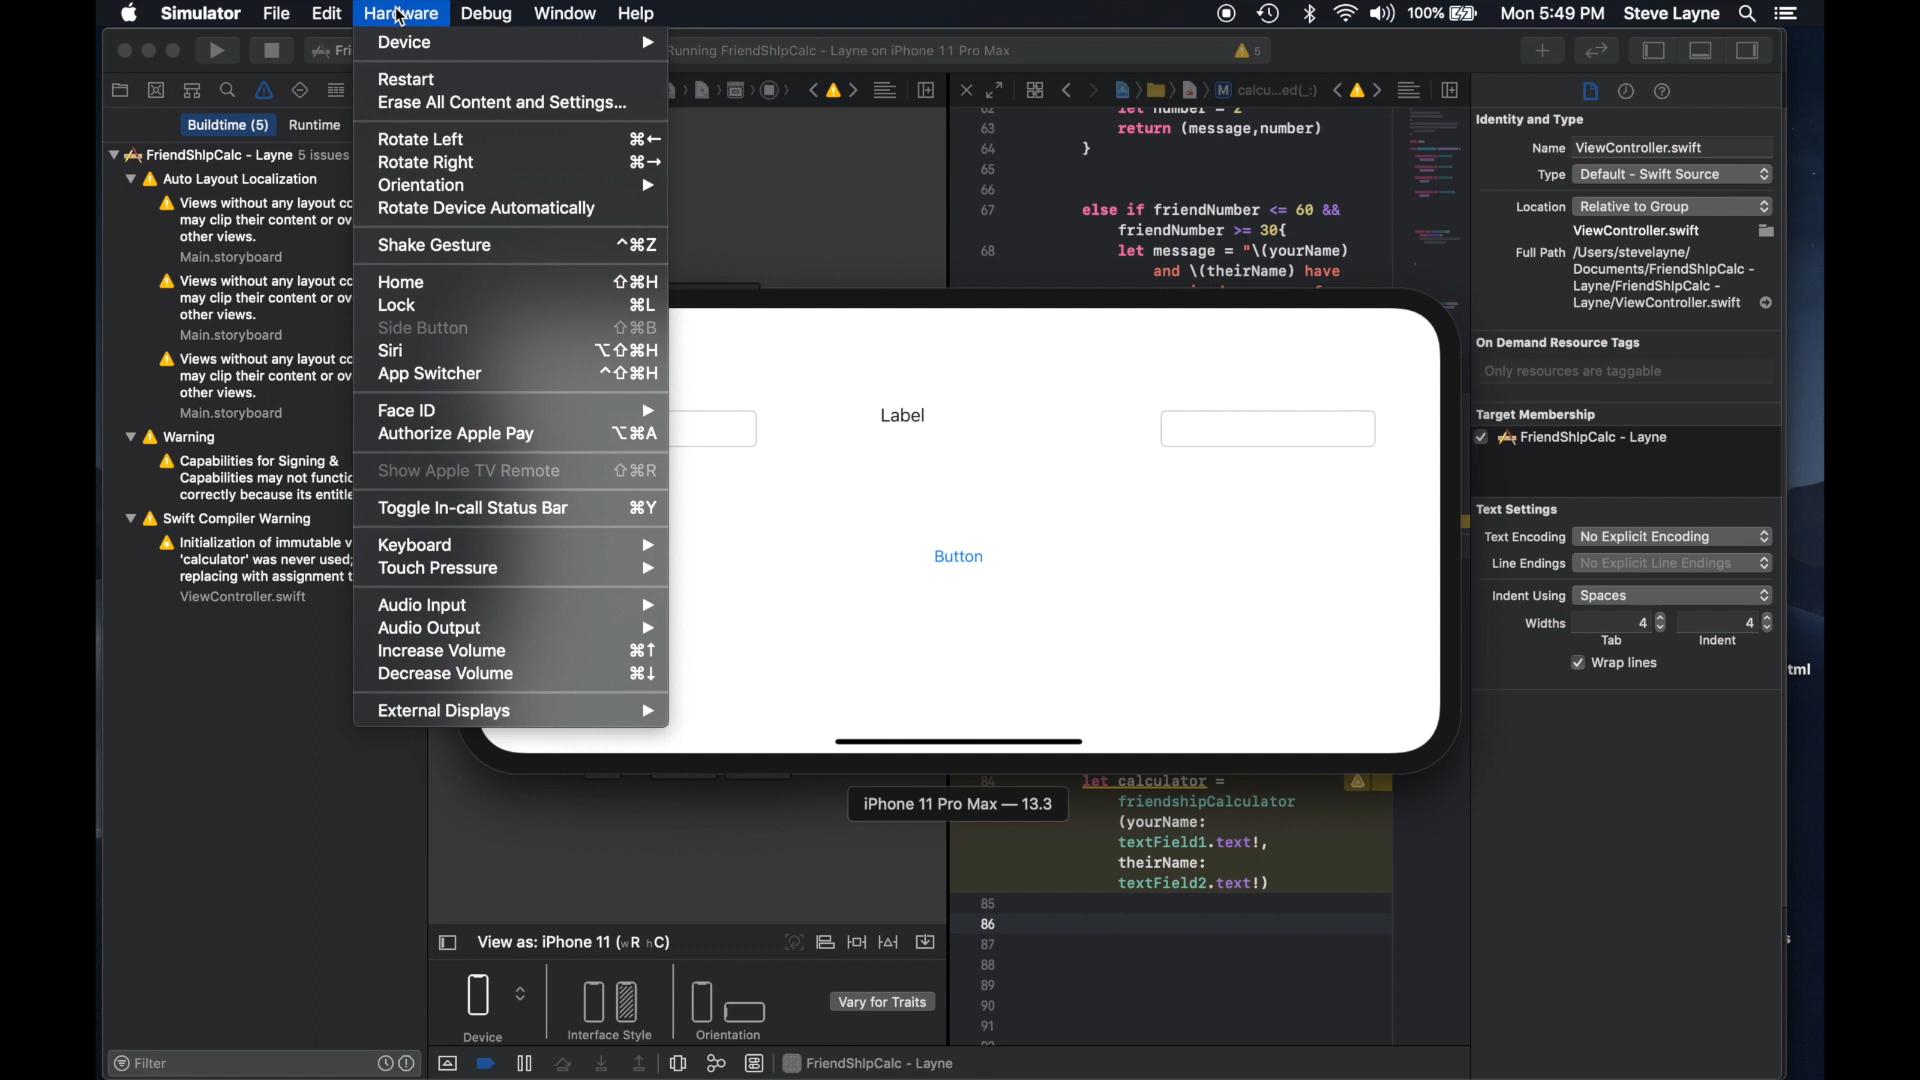 Simulator File Edit Hardware Debug Window Help
100% Mon 5:49 PM Steve Layne
Running FriendShIpCalc - Layne on iPhone 11 Pro Max
5
Device
Restart
Erase All Content and Settings...
Rotate Left ⌘←
Rotate Right ⌘→
Orientation
Rotate Device Automatically
Shake Gesture ^⌘Z
Home ⇧⌘H
Lock ⌘L
Side Button ⇧⌘B
Siri ⌥⇧⌘H
App Switcher ^⇧⌘H
Face ID
Authorize Apple Pay ⌥⌘A
Show Apple TV Remote ⇧⌘R
Toggle In-call Status Bar ⌘Y
Keyboard
Touch Pressure
Audio Input
Audio Output
Increase Volume ⌘↑
Decrease Volume ⌘↓
External Displays
Buildtime (5) Runtime
FriendShIpCalc - Layne 5 issues
Auto Layout Localization
Views without any layout co
may clip their content or ov
other views.
Main.storyboard
Views without any layout co
may clip their content or ov
other views.
Main.storyboard
Views without any layout co
may clip their content or ov
other views.
Main.storyboard
Warning
Capabilities for Signing &
Capabilities may not functio
correctly because its entitle
Swift Compiler Warning
Initialization of immutable v
'calculator' was never used;
replacing with assignment t
ViewController.swift
Filter
calcu...ed(_:)
62 let number = 2
63 return (message,number)
64 }
65
66
67 else if friendNumber <= 60 &&
friendNumber >= 30{
68 let message = "\(yourName)
and \(theirName) have
Label
Button
iPhone 11 Pro Max — 13.3
84 let calculator =
friendshipCalculator
(yourName:
textField1.text!,
theirName:
textField2.text!)
85
86
87
88
89
90
91
92
View as: iPhone 11 (wR hC)
Device
Interface Style
Orientation
Vary for Traits
FriendShIpCalc - Layne
Identity and Type
Name ViewController.swift
Type Default - Swift Source
Location Relative to Group
ViewController.swift
Full Path /Users/stevelayne/
Documents/FriendShIpCalc -
Layne/FriendShIpCalc -
Layne/ViewController.swift
On Demand Resource Tags
Only resources are taggable
Target Membership
FriendShIpCalc - Layne
Text Settings
Text Encoding No Explicit Encoding
Line Endings No Explicit Line Endings
Indent Using Spaces
Widths 4 4
Tab Indent
Wrap lines
tml